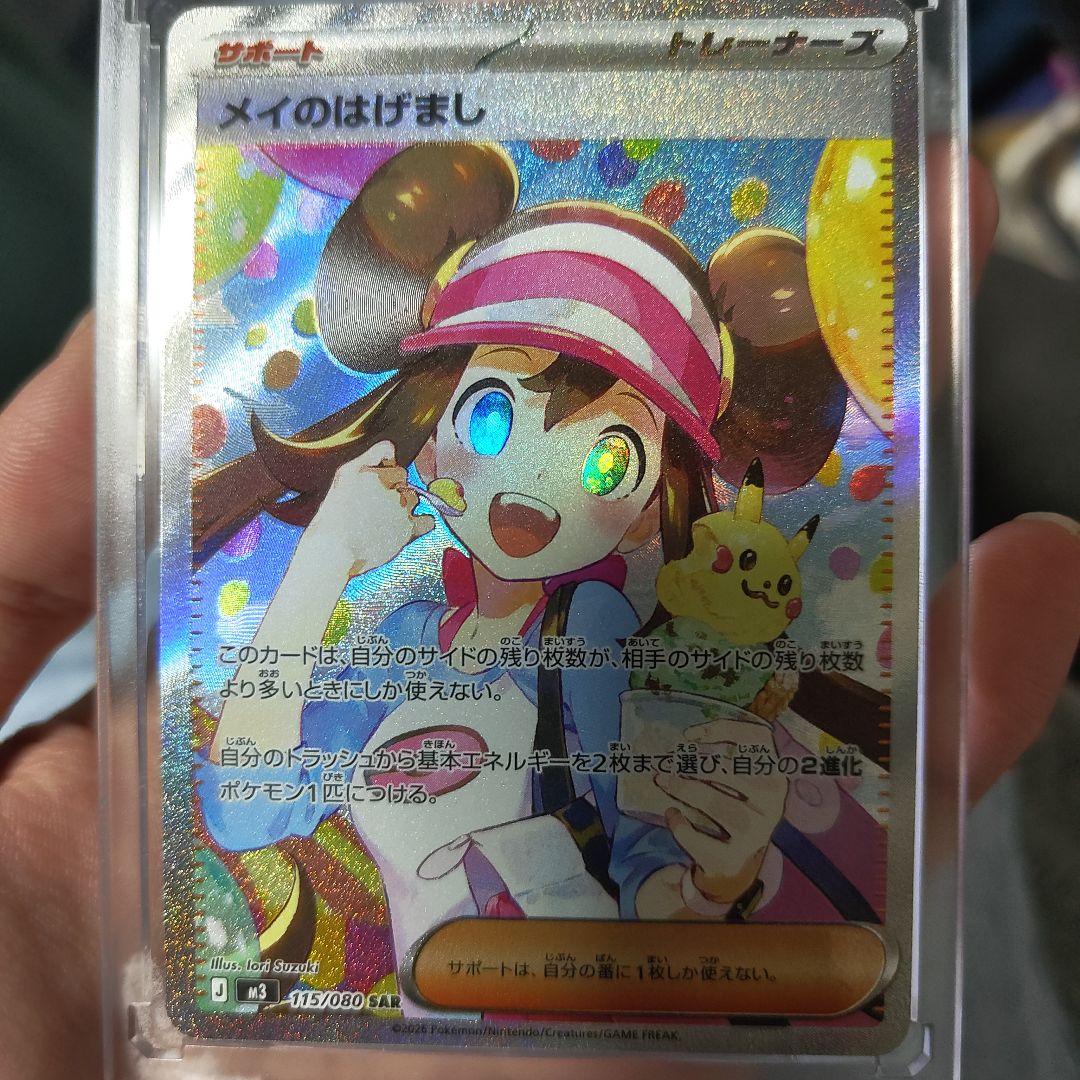 サポート
トレーナーズ
メイのはげまし
このカードは、自分のサイドの残り枚数が、相手のサイドの残り枚数
より多いときにしか使えない。
自分のトラッシュから基本エネルギーを2枚まで選び、自分の2進化
ポケモン1匹につける。
サポートは、自分の番に1枚しか使えない。
Illus. Iori Suzuki
J M3 115/080 SAR
©2026 Pokémon/Nintendo/Creatures/GAME FREAK.